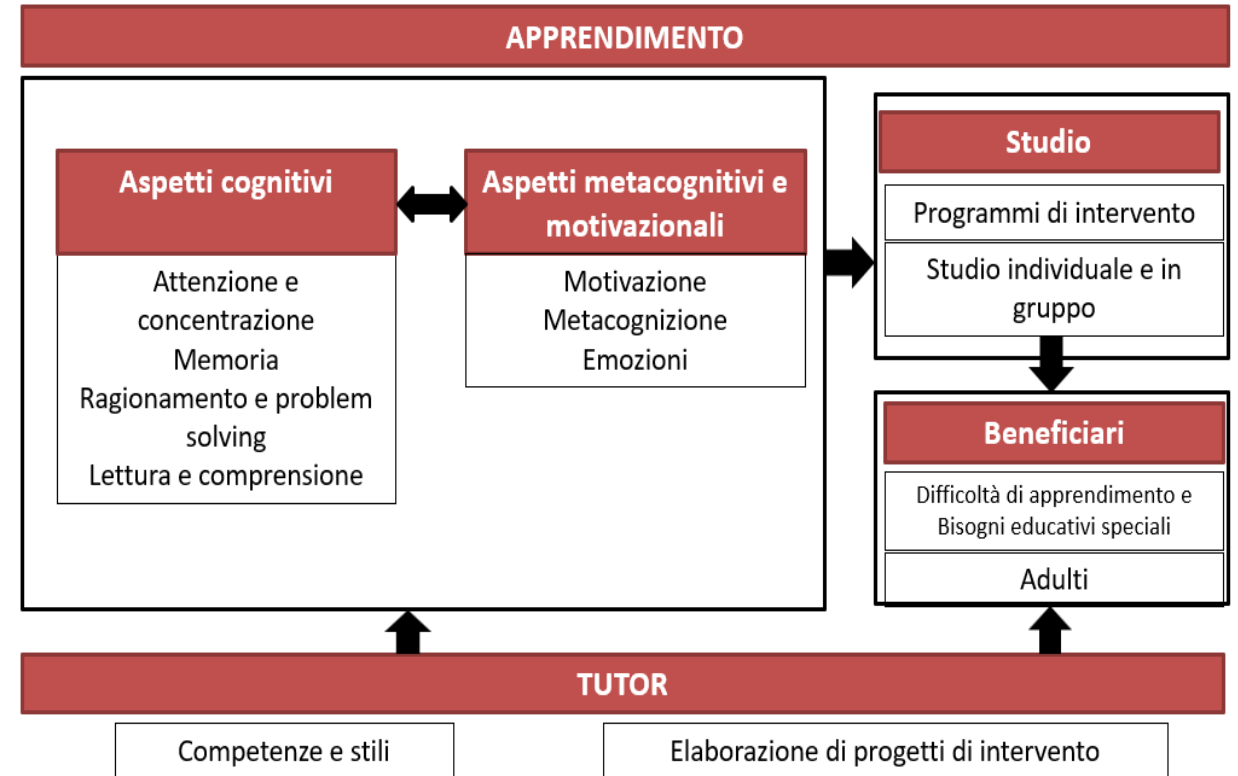 APPRENDIMENTO
Aspetti cognitivi
Attenzione e
concentrazione
Memoria
Ragionamento e problem
solving
Lettura e comprensione
Aspetti metacognitivi e
motivazionali
Motivazione
Metacognizione
Emozioni
Studio
Programmi di intervento
Studio individuale e in
gruppo
Beneficiari
Difficoltà di apprendimento e
Bisogni educativi speciali
Adulti
TUTOR
Competenze e stili
Elaborazione di progetti di intervento